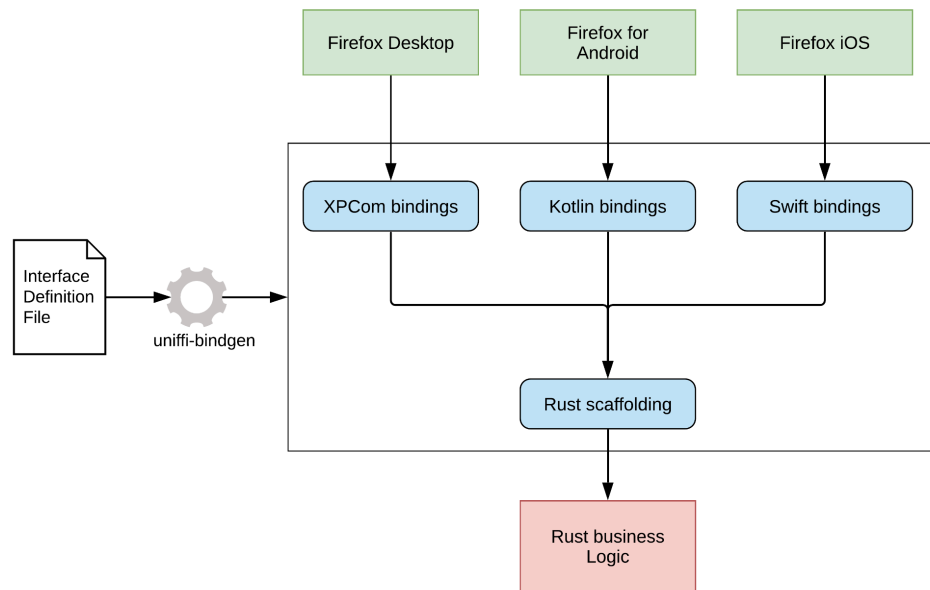 Firefox Desktop
Firefox for
Android
Firefox iOS
XPCom bindings
Kotlin bindings
Swift bindings
Interface
Definition
File
uniffi-bindgen
Rust scaffolding
Rust business
Logic